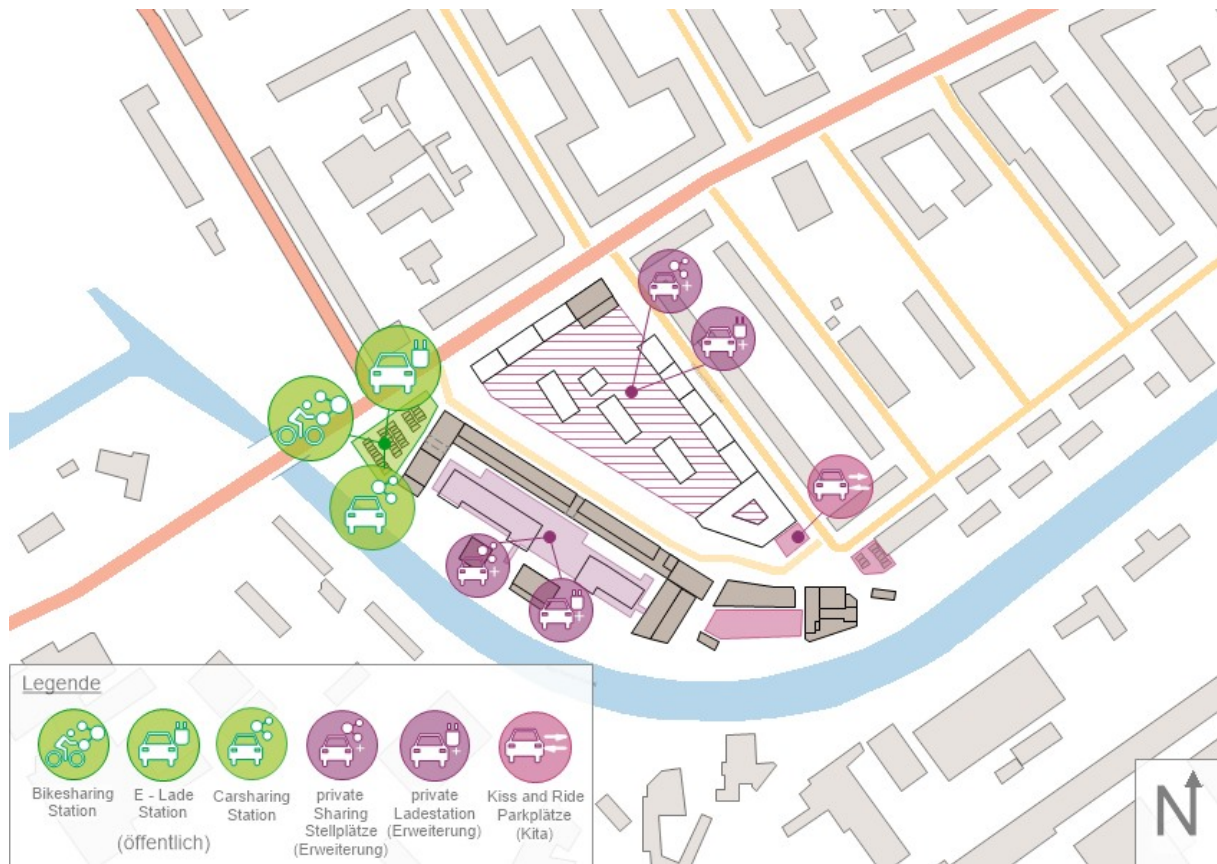 Legende
Bikesharing
Station
E - Lade
Station
Carsharing
Station
(öffentlich)
private
Sharing
Stellplätze
(Erweiterung)
private
Ladestation
(Erweiterung)
Kiss and Ride
Parkplätze
(Kita)
N